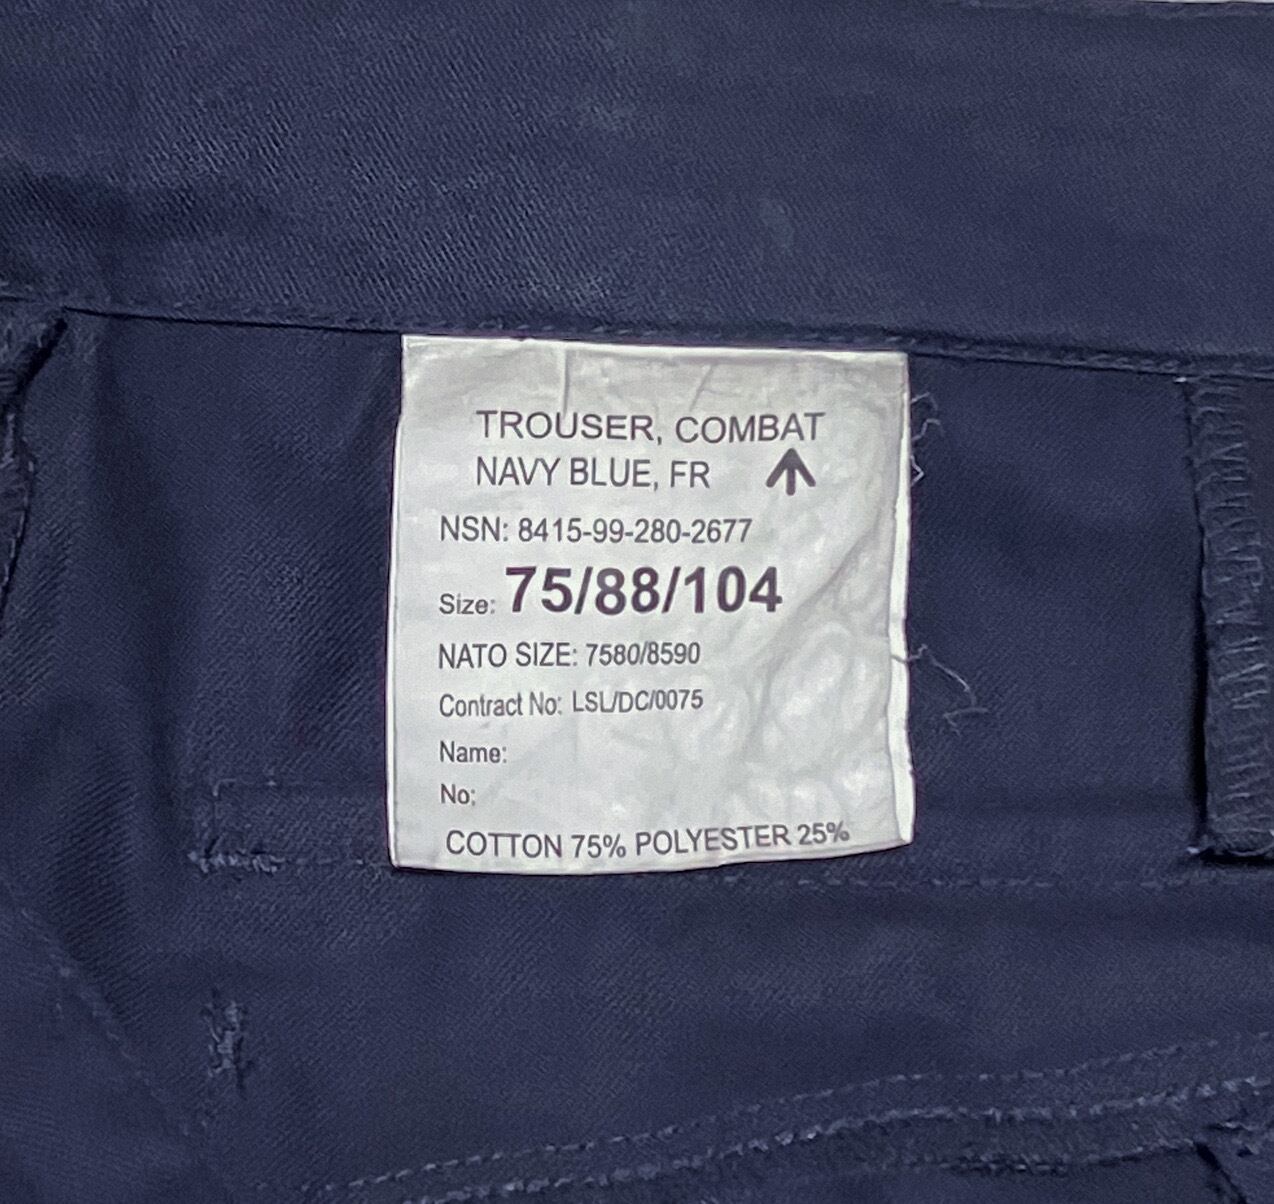 TROUSER, COMBAT
NAVY BLUE, FR
NSN: 8415-99-280-2677
Size: 75/88/104
NATO SIZE: 7580/8590
Contract No: LSL/DC/0075
Name:
No:
COTTON 75% POLYESTER 25%